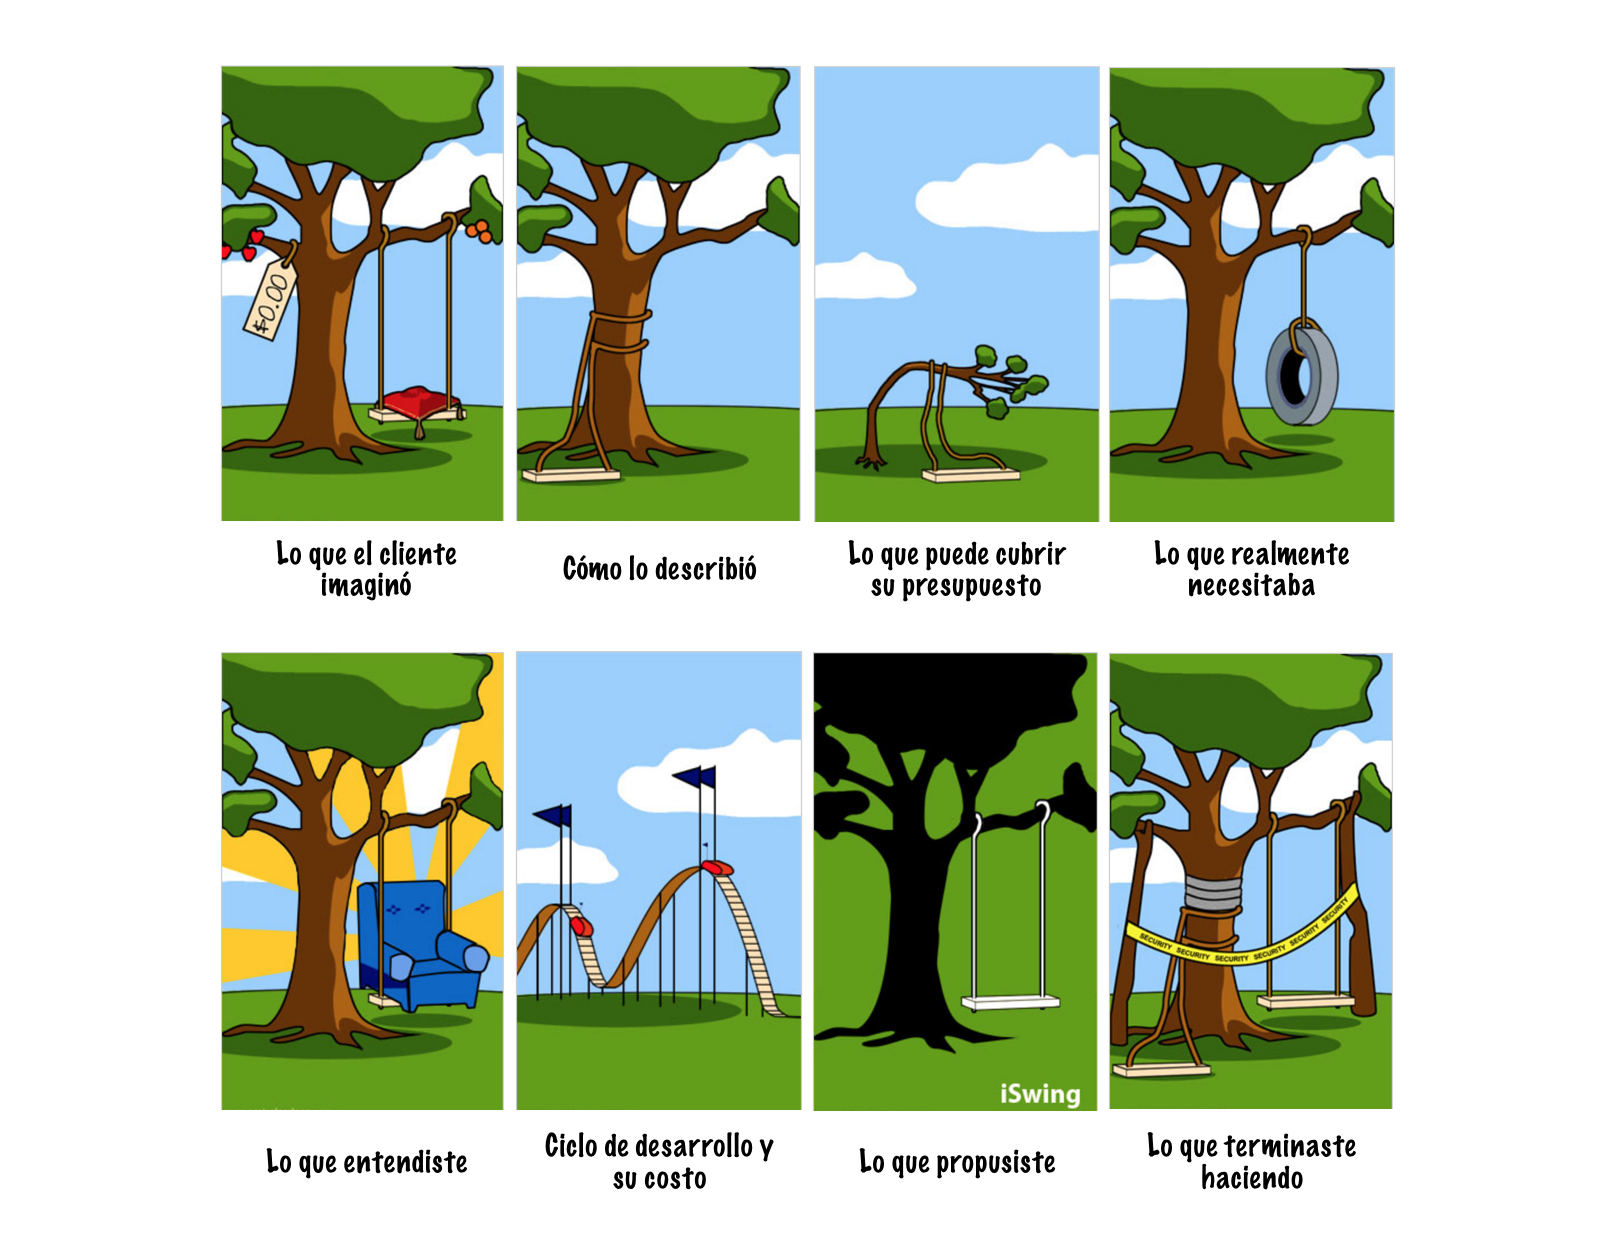 $0.00
Lo que el cliente
imaginó
Cómo lo describió
Lo que puede cubrir
su presupuesto
Lo que realmente
necesitaba
SECURITY SECURITY SECURITY SECURITY SECURITY SECURITY
iSwing
Lo que entendiste
Ciclo de desarrollo y
su costo
Lo que propusiste
Lo que terminaste
haciendo